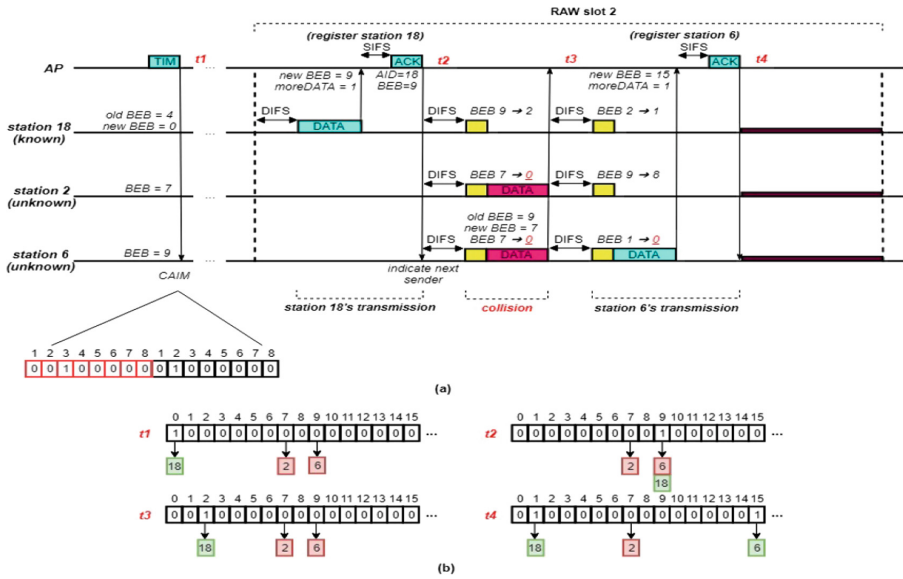 RAW slot 2
(register station 18)
(register station 6)
SIFS
SIFS
AP
TIM
t1
...
ACK
t2
t3
ACK
t4
new BEB = 9
moreDATA = 1
AID=18
BEB=9
new BEB = 15
moreDATA = 1
old BEB = 4
new BEB = 0
station 18
(known)
...
DIFS
DATA
DIFS
BEB 9 → 2
DIFS
BEB 2 → 1
station 2
(unknown)
BEB = 7
...
DIFS
BEB 7 → 0
DATA
DIFS
BEB 9 → 8
old BEB = 9
new BEB = 7
station 6
(unknown)
BEB = 9
...
DIFS
BEB 7 → 0
DATA
DIFS
BEB 1 → 0
DATA
CAIM
indicate next
sender
station 18's transmission
collision
station 6's transmission
1 2 3 4 5 6 7 8 1 2 3 4 5 6 7 8
0 0 1 0 0 0 0 0 0 1 0 0 0 0 0 0
(a)
0 1 2 3 4 5 6 7 8 9 10 11 12 13 14 15
t1 1 0 0 0 0 0 0 0 0 0 0 0 0 0 0 0 ...
18 2 6
0 1 2 3 4 5 6 7 8 9 10 11 12 13 14 15
t2 0 0 0 0 0 0 0 0 0 1 0 0 0 0 0 0 ...
2 6
18
0 1 2 3 4 5 6 7 8 9 10 11 12 13 14 15
t3 0 0 1 0 0 0 0 0 0 0 0 0 0 0 0 0 ...
18 2 6
0 1 2 3 4 5 6 7 8 9 10 11 12 13 14 15
t4 0 1 0 0 0 0 0 0 0 0 0 0 0 0 0 1 ...
18 2 6
(b)